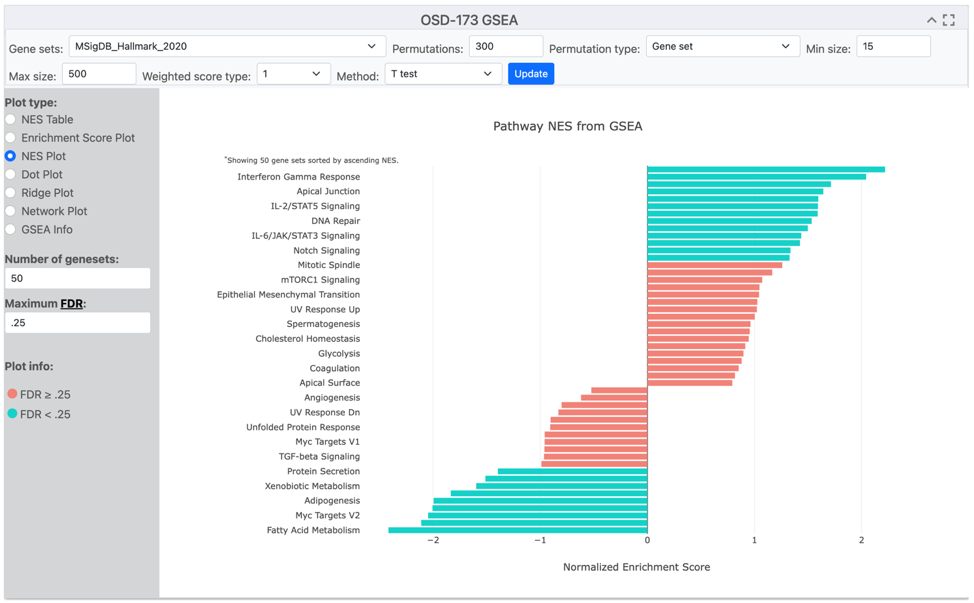 OSD-173 GSEA
Gene sets: MSigDB_Hallmark_2020 Permutations: 300 Permutation type: Gene set Min size: 15
Max size: 500 Weighted score type: 1 Method: T test Update
Plot type:
NES Table
Enrichment Score Plot
NES Plot
Dot Plot
Ridge Plot
Network Plot
GSEA Info
Number of genesets:
50
Maximum FDR:
.25
Plot info:
FDR ≥ .25
FDR < .25
Pathway NES from GSEA
*Showing 50 gene sets sorted by ascending NES.
Interferon Gamma Response
Apical Junction
IL-2/STAT5 Signaling
DNA Repair
IL-6/JAK/STAT3 Signaling
Notch Signaling
Mitotic Spindle
mTORC1 Signaling
Epithelial Mesenchymal Transition
UV Response Up
Spermatogenesis
Cholesterol Homeostasis
Glycolysis
Coagulation
Apical Surface
Angiogenesis
UV Response Dn
Unfolded Protein Response
Myc Targets V1
TGF-beta Signaling
Protein Secretion
Xenobiotic Metabolism
Adipogenesis
Myc Targets V2
Fatty Acid Metabolism
−2 −1 0 1 2
Normalized Enrichment Score